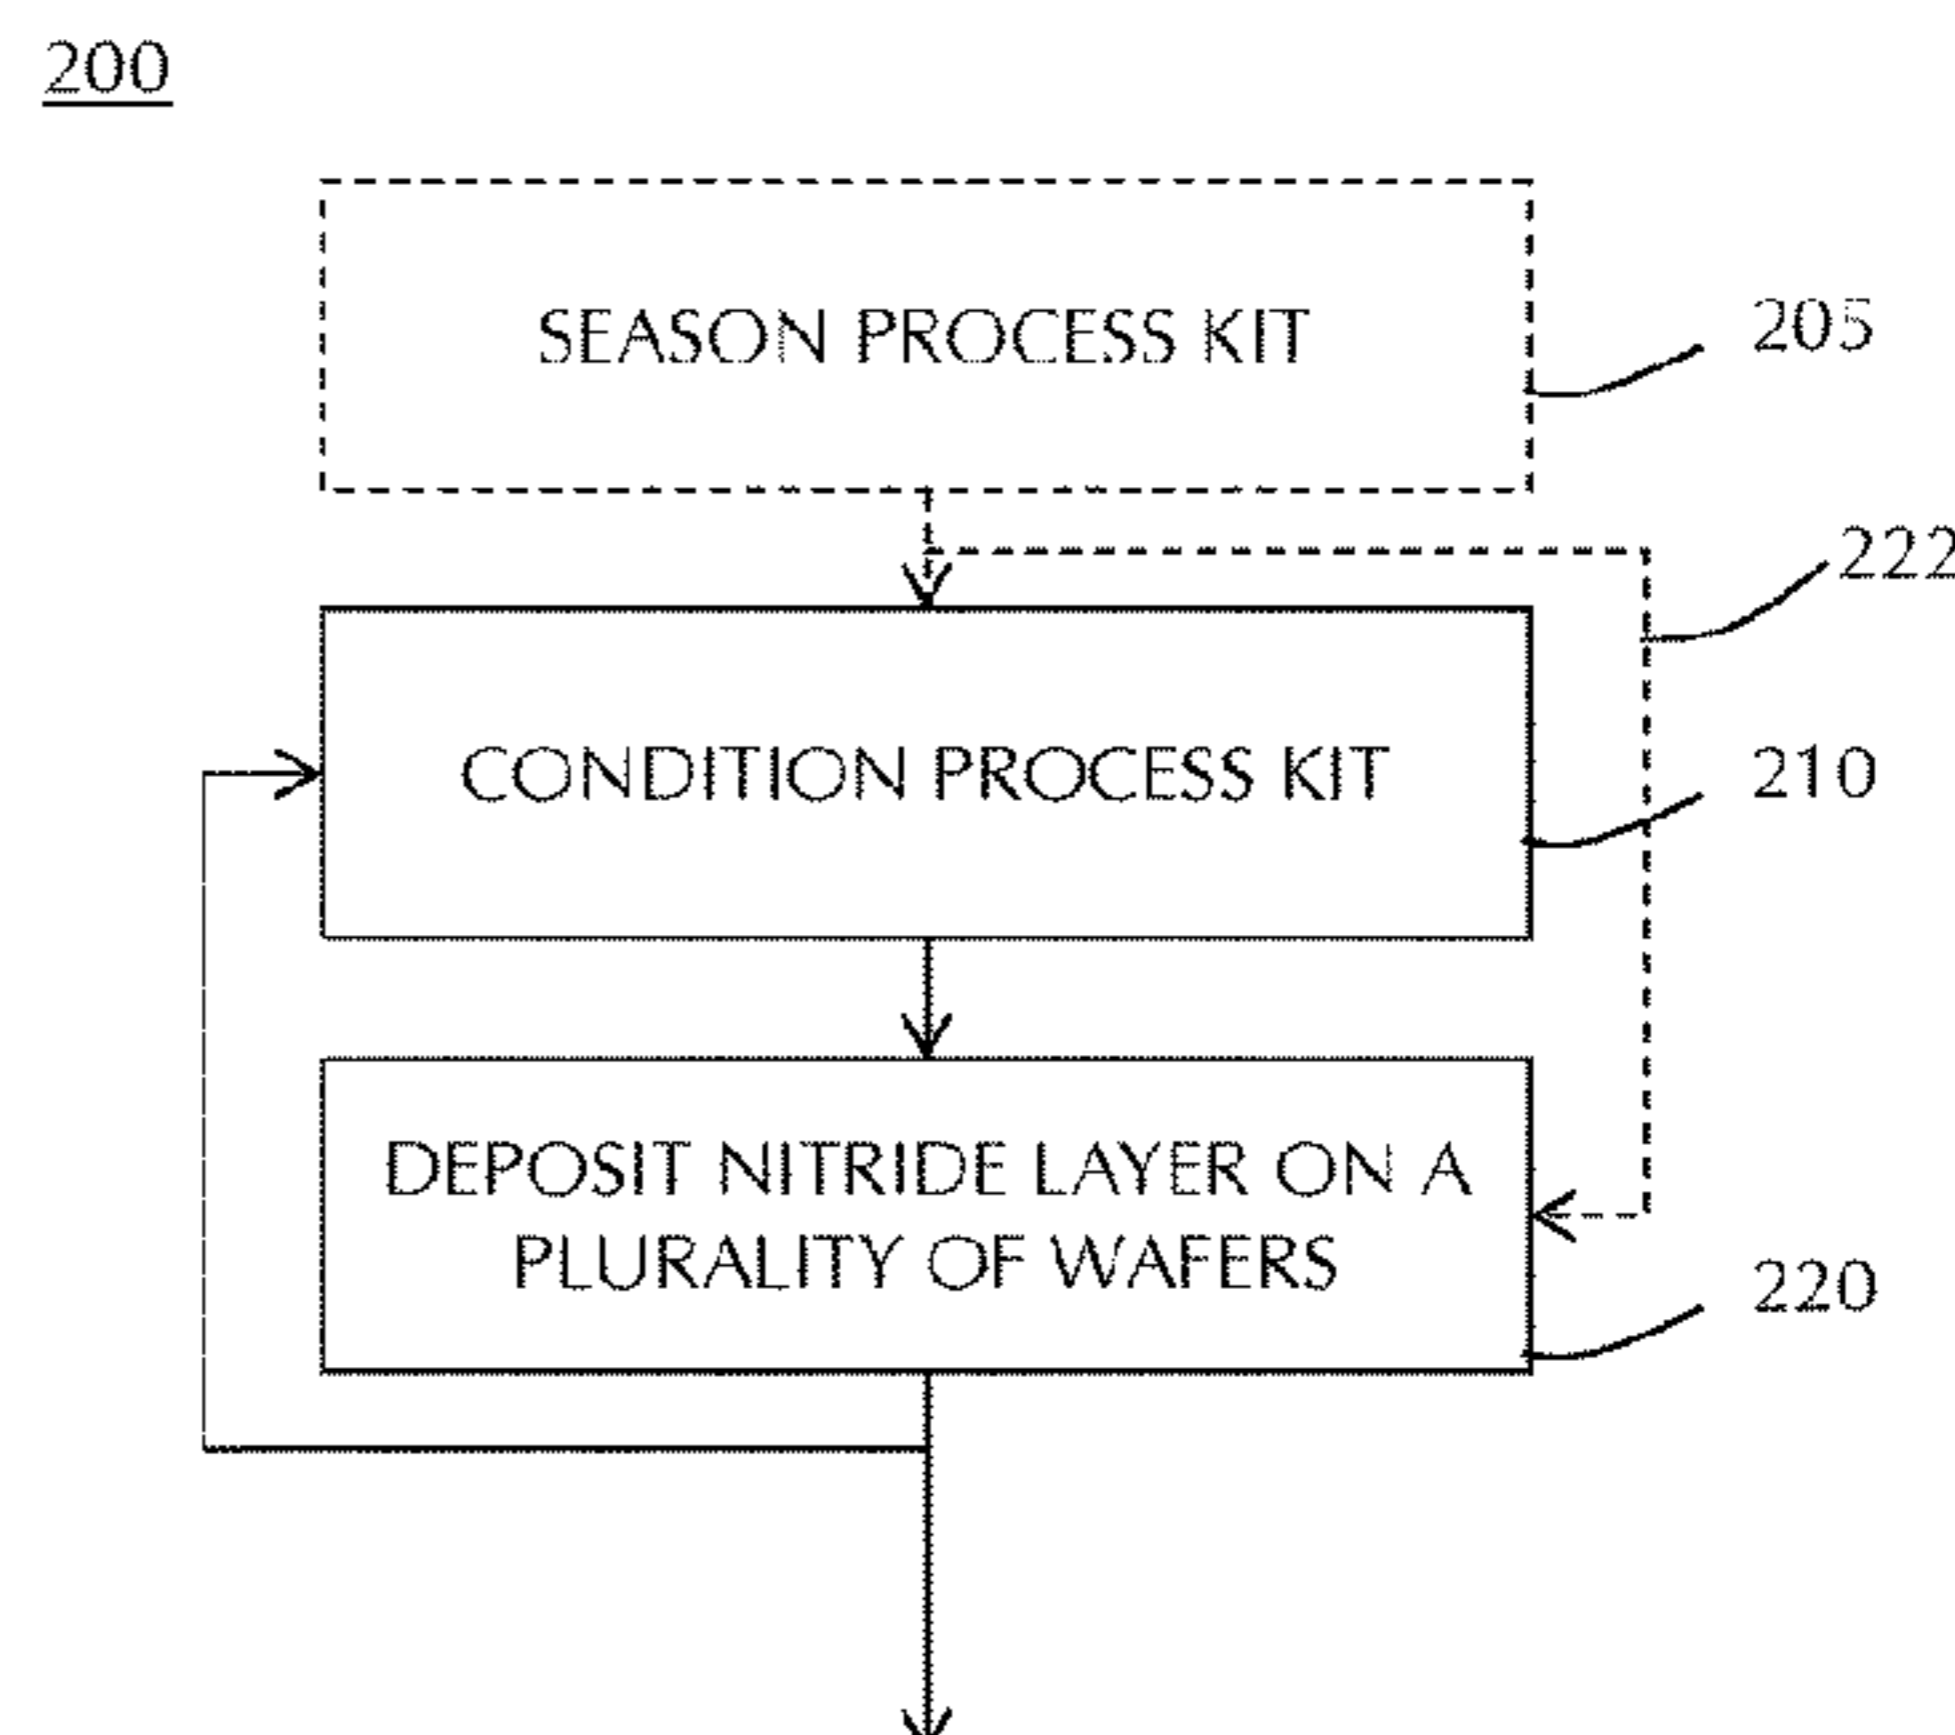 200
SEASON PROCESS KIT
205
222
CONDITION PROCESS KIT
210
DEPOSIT NITRIDE LAYER ON A
PLURALITY OF WAFERS
220